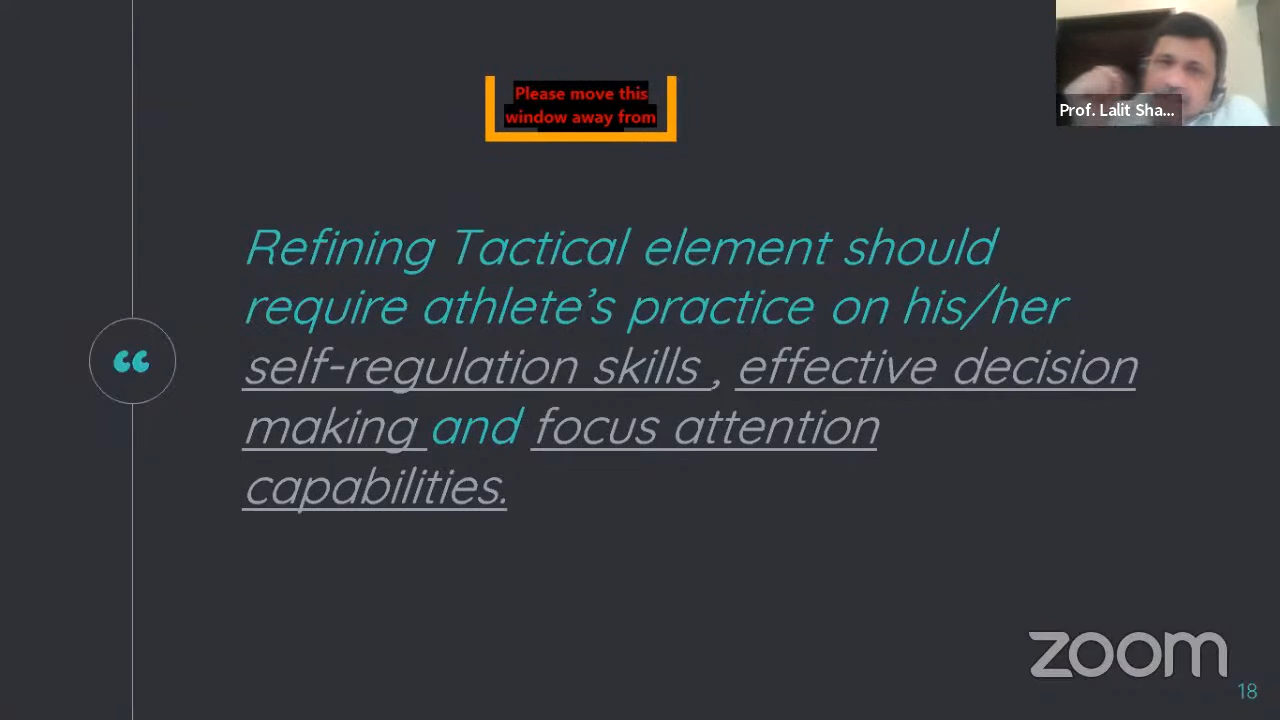 Please move this
window away from
Prof. Lalit Sha...
Refining Tactical element should
require athlete's practice on his/her
self-regulation skills , effective decision
making and focus attention
capabilities.
“
zoom
18